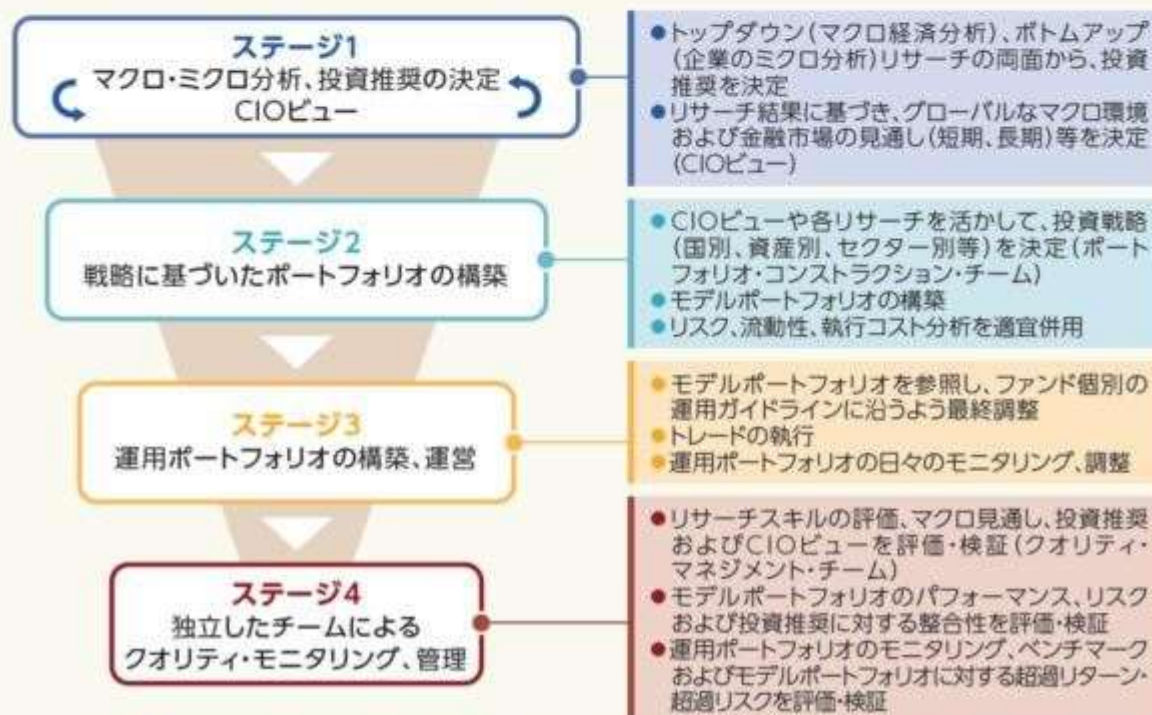 ステージ1
マクロ・ミクロ分析、投資推奨の決定
CIOビュー
●トップダウン(マクロ経済分析)、ボトムアップ
(企業のミクロ分析)リサーチの両面から、投資
推奨を決定
●リサーチ結果に基づき、グローバルなマクロ環境
および金融市場の見通し(短期、長期)等を決定
(CIOビュー)
ステージ2
戦略に基づいたポートフォリオの構築
●CIOビューや各リサーチを活かして、投資戦略
(国別、資産別、セクター別等)を決定(ポート
フォリオ・コンストラクション・チーム)
●モデルポートフォリオの構築
●リスク、流動性、執行コスト分析を適宜併用
ステージ3
運用ポートフォリオの構築、運営
●モデルポートフォリオを参照し、ファンド個別の
運用ガイドラインに沿うよう最終調整
●トレードの執行
●運用ポートフォリオの日々のモニタリング、調整
ステージ4
独立したチームによる
クオリティ・モニタリング、管理
●リサーチスキルの評価、マクロ見通し、投資推奨
およびCIOビューを評価・検証(クオリティ・
マネジメント・チーム)
●モデルポートフォリオのパフォーマンス、リスク
および投資推奨に対する整合性を評価・検証
●運用ポートフォリオのモニタリング、ベンチマーク
およびモデルポートフォリオに対する超過リターン・
超過リスクを評価・検証